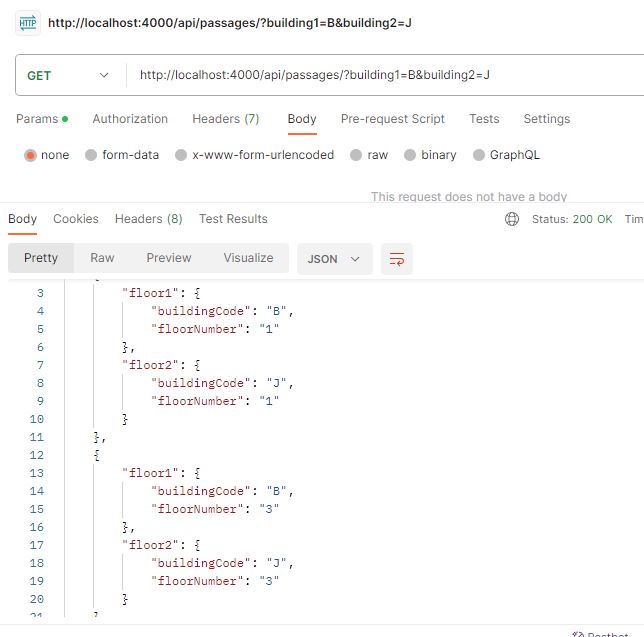 HTTP http://localhost:4000/api/passages/?building1=B&building2=J
GET http://localhost:4000/api/passages/?building1=B&building2=J
Params Authorization Headers (7) Body Pre-request Script Tests Settings
none form-data x-www-form-urlencoded raw binary GraphQL
This request does not have a body
Body Cookies Headers (8) Test Results Status: 200 OK Tim
Pretty Raw Preview Visualize JSON
3 "floor1": {
4 "buildingCode": "B",
5 "floorNumber": "1"
6 },
7 "floor2": {
8 "buildingCode": "J",
9 "floorNumber": "1"
10 }
11 },
12 {
13 "floor1": {
14 "buildingCode": "B",
15 "floorNumber": "3"
16 },
17 "floor2": {
18 "buildingCode": "J",
19 "floorNumber": "3"
20 }
21 }
Postbot